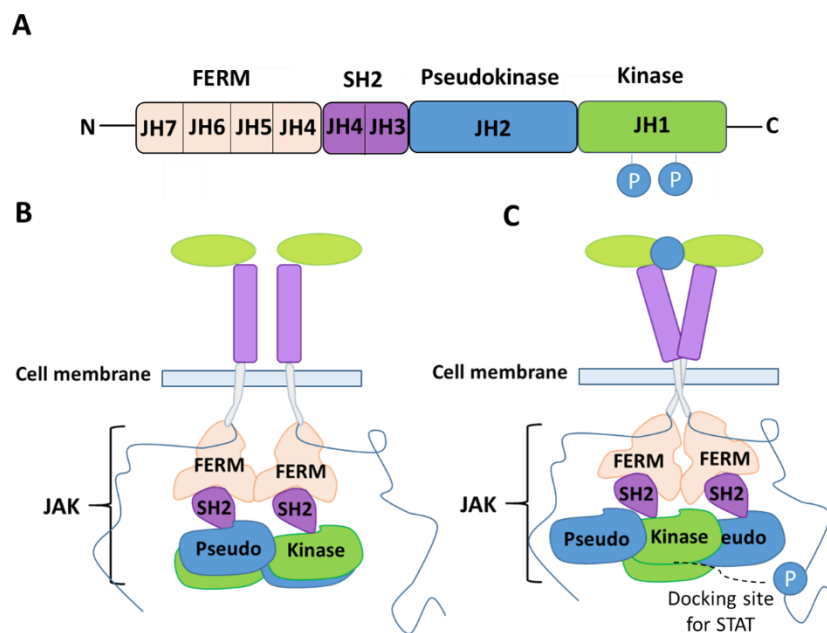 A
FERM SH2 Pseudokinase Kinase
N JH7 JH6 JH5 JH4 JH4 JH3 JH2 JH1 C
P P
B C
Cell membrane Cell membrane
FERM FERM FERM FERM
JAK SH2 SH2 JAK SH2 SH2
Pseudo Kinase Pseudo Kinase eudo
P
Docking site
for STAT